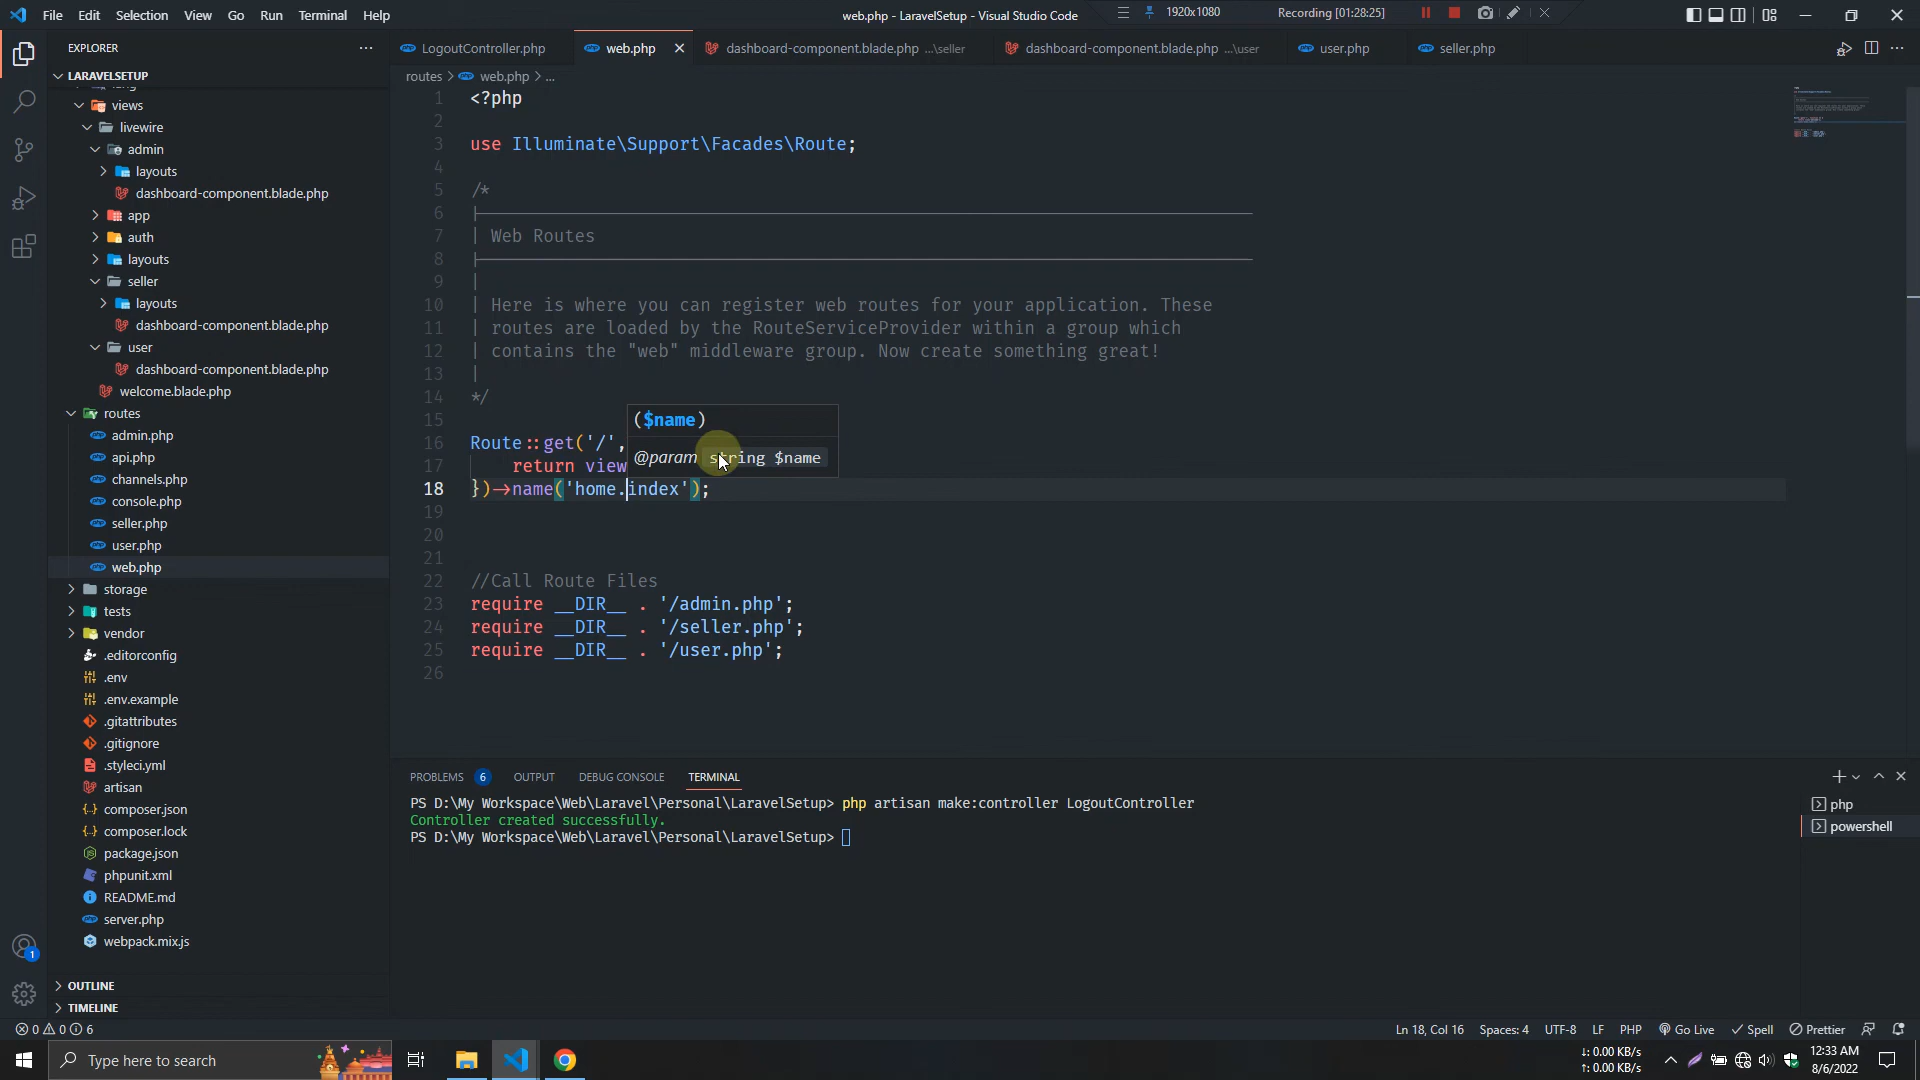 File Edit Selection View Go Run Terminal Help
web.php - LaravelSetup - Visual Studio Code
1920x1080
Recording [01:28:25]
EXPLORER
LogoutController.php
web.php
dashboard-component.blade.php ...\seller
dashboard-component.blade.php ...\user
user.php
seller.php
LARAVELSETUP
routes > web.php > ...
views
livewire
admin
layouts
dashboard-component.blade.php
app
auth
layouts
seller
layouts
dashboard-component.blade.php
user
dashboard-component.blade.php
welcome.blade.php
routes
admin.php
api.php
channels.php
console.php
seller.php
user.php
web.php
storage
tests
vendor
.editorconfig
.env
.env.example
.gitattributes
.gitignore
.styleci.yml
artisan
composer.json
composer.lock
package.json
phpunit.xml
README.md
server.php
webpack.mix.js
OUTLINE
TIMELINE
1 <?php
2
3 use Illuminate\Support\Facades\Route;
4
5 /*
6
7 | Web Routes
8
9 |
10 | Here is where you can register web routes for your application. These
11 | routes are loaded by the RouteServiceProvider within a group which
12 | contains the "web" middleware group. Now create something great!
13 |
14 */
15
16 Route::get('/',
17 return view
18 })->name('home.index');
19
20
21
22 //Call Route Files
23 require __DIR__ . '/admin.php';
24 require __DIR__ . '/seller.php';
25 require __DIR__ . '/user.php';
26
($name)
@param string $name
PROBLEMS 6 OUTPUT DEBUG CONSOLE TERMINAL
PS D:\My Workspace\Web\Laravel\Personal\LaravelSetup> php artisan make:controller LogoutController
Controller created successfully.
PS D:\My Workspace\Web\Laravel\Personal\LaravelSetup>
php
powershell
1
0 0 6
Ln 18, Col 16 Spaces: 4 UTF-8 LF PHP Go Live Spell Prettier
Type here to search
↓: 0.00 KB/s
↑: 0.00 KB/s
12:33 AM
8/6/2022